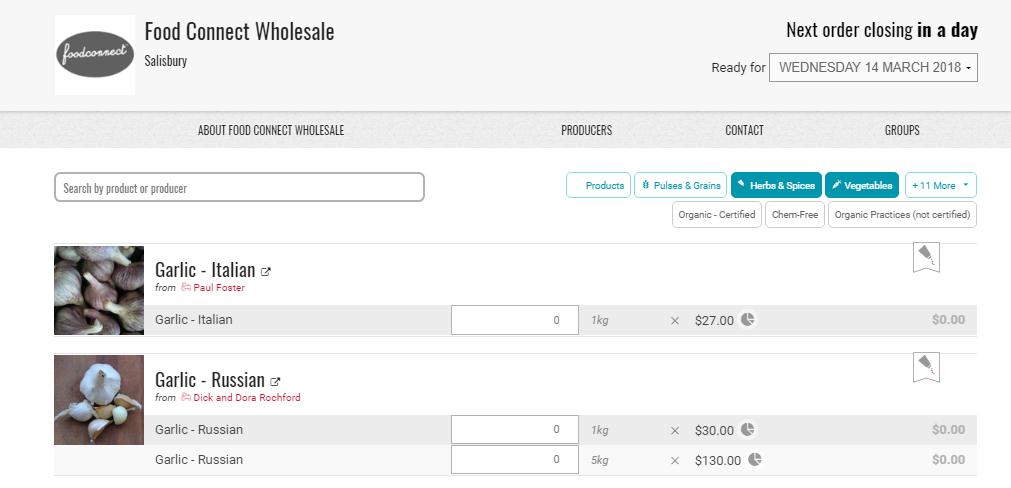 foodconnect
Food Connect Wholesale
Salisbury
Next order closing in a day
Ready for WEDNESDAY 14 MARCH 2018
ABOUT FOOD CONNECT WHOLESALE PRODUCERS CONTACT GROUPS
Search by product or producer
Products Pulses & Grains Herbs & Spices Vegetables + 11 More
Organic - Certified Chem-Free Organic Practices (not certified)
Garlic - Italian
from Paul Foster
Garlic - Italian 0 1kg × $27.00 $0.00
Garlic - Russian
from Dick and Dora Rochford
Garlic - Russian 0 1kg × $30.00 $0.00
Garlic - Russian 0 5kg × $130.00 $0.00